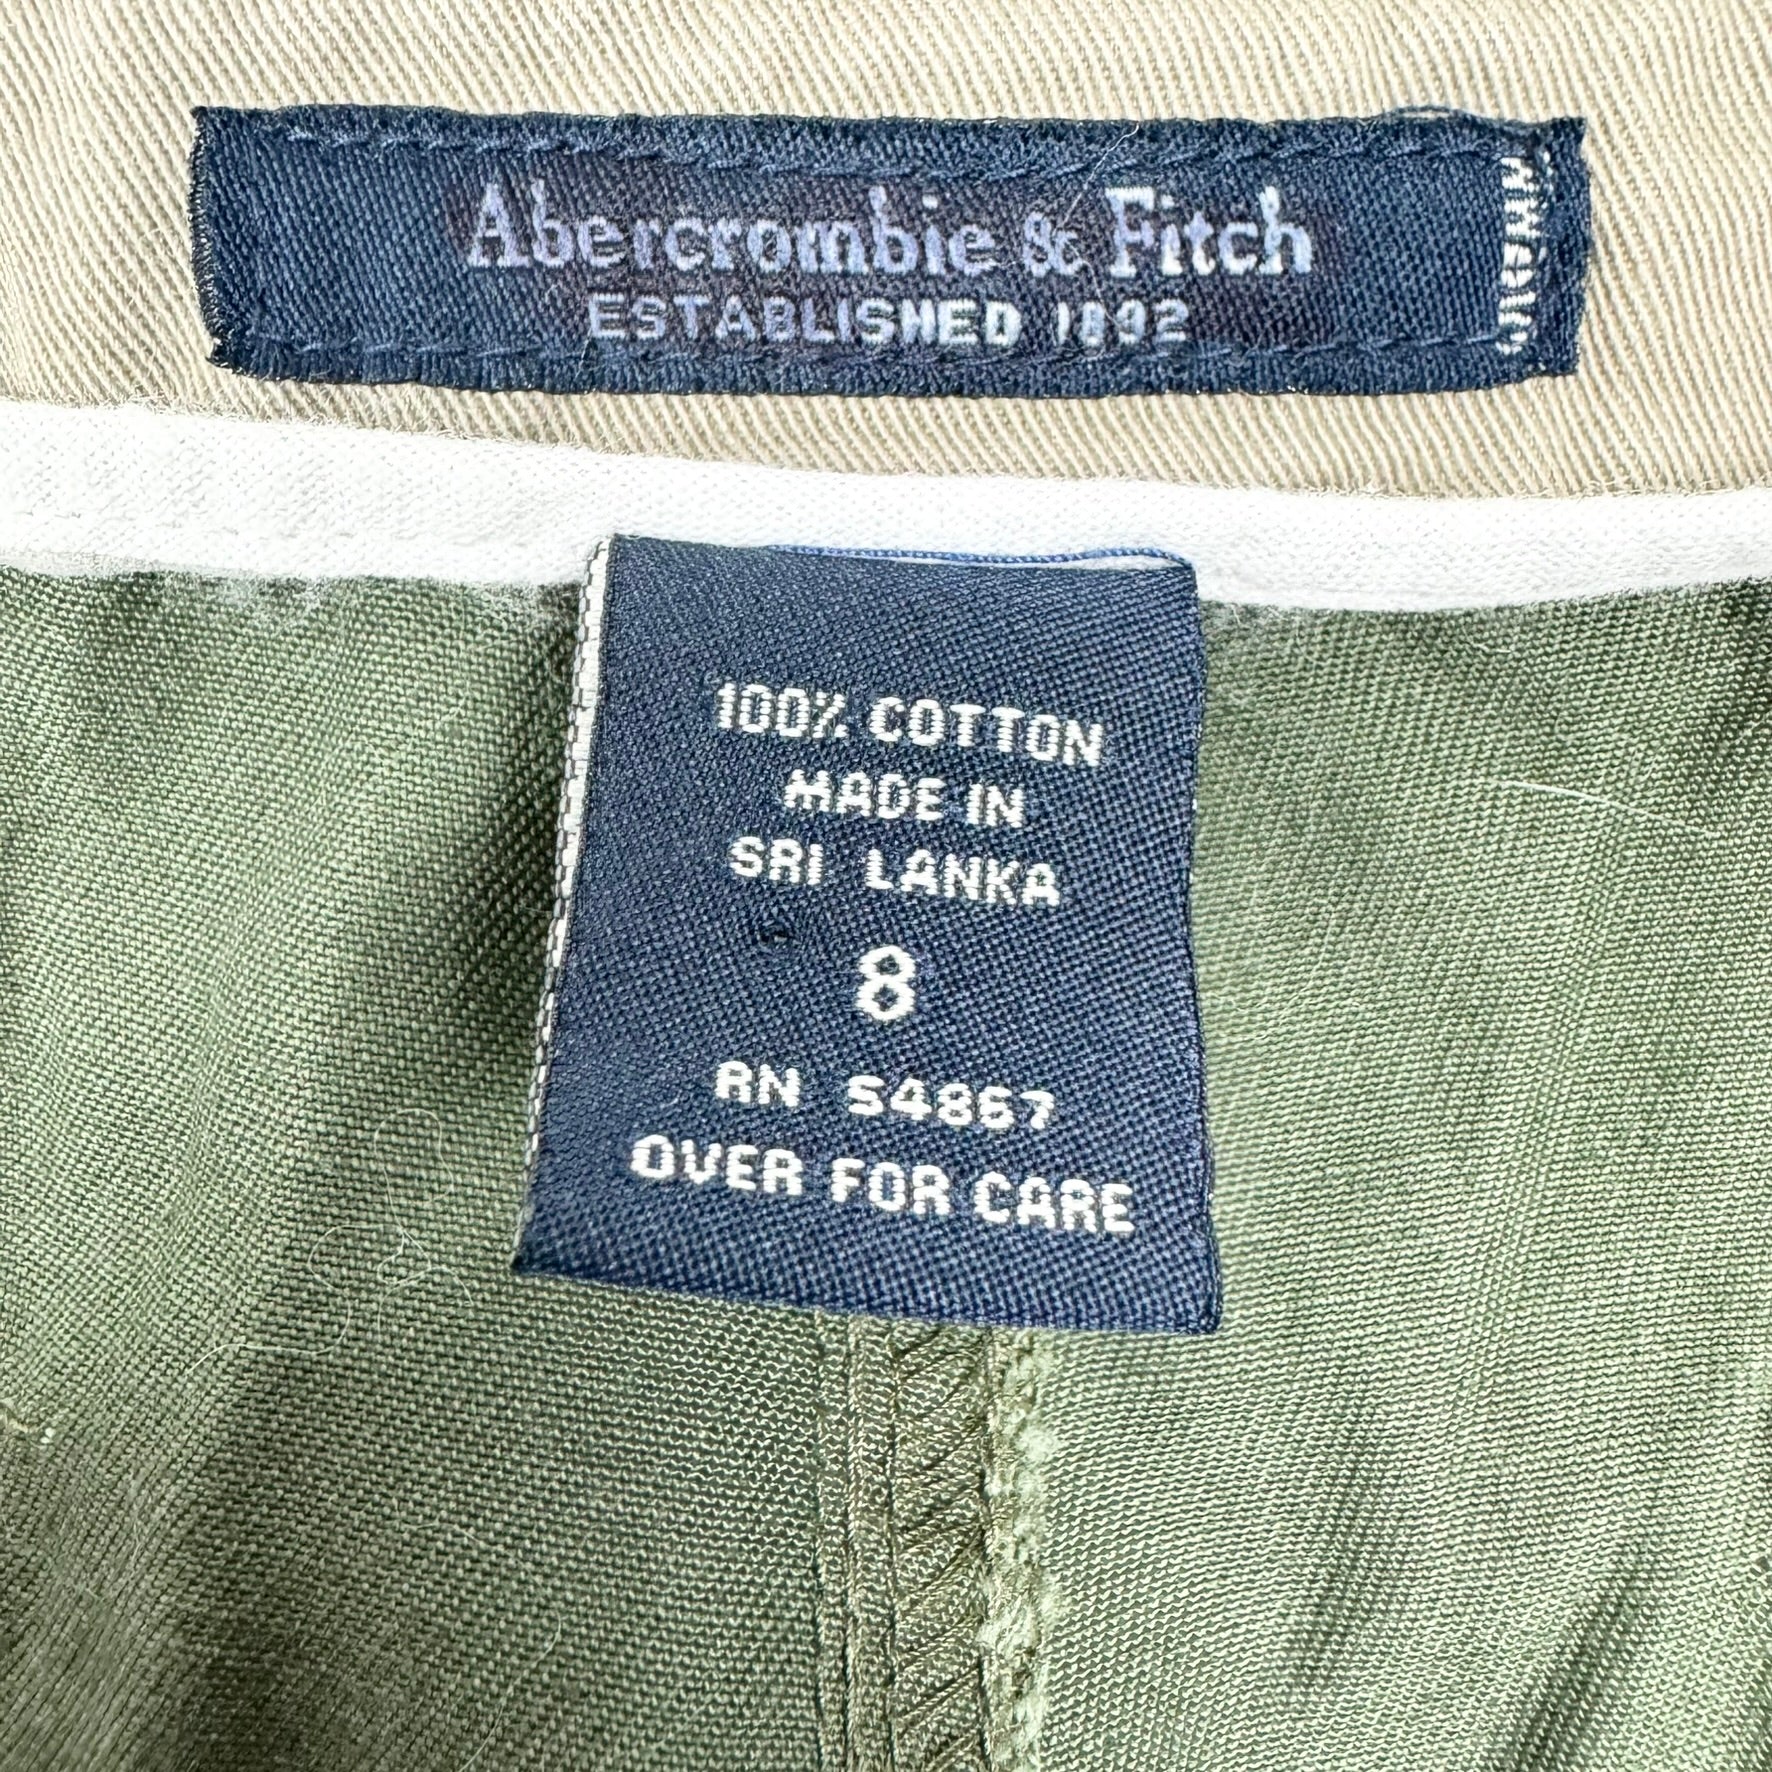 Abercrombie & Fitch
ESTABLISHED 1892
100% COTTON
MADE IN
SRI LANKA
8
RN 54867
OVER FOR CARE